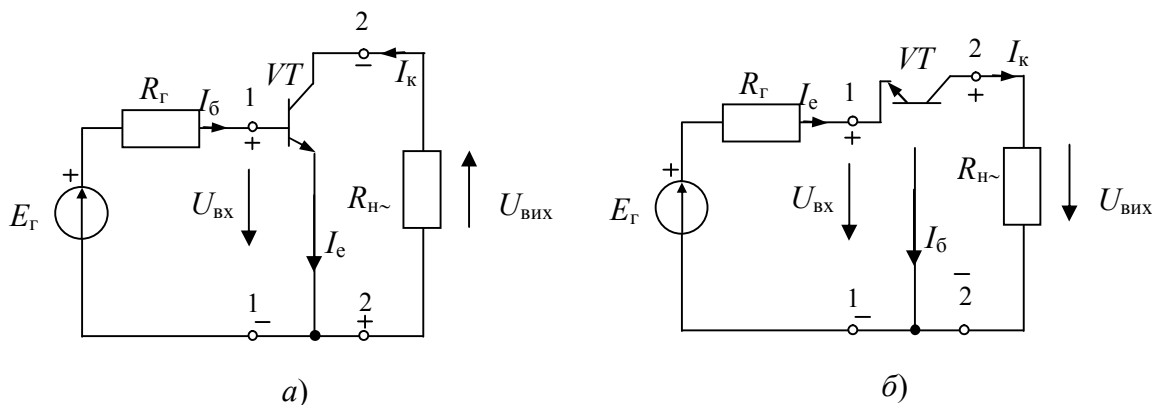 2
VT
I_к
R_г
I_б
1
+
−
+
E_г
U_вх
R_н~
U_вих
I_е
1
−
2
+
а)
2
VT
I_к
R_г
I_е
1
+
+
+
E_г
U_вх
R_н~
U_вих
I_б
1
−
−
2
б)